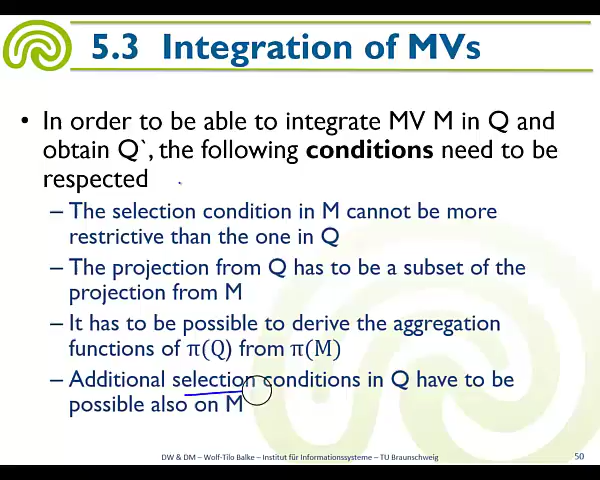 5.3 Integration of MVs
• In order to be able to integrate MV M in Q and
obtain Q`, the following conditions need to be
respected
– The selection condition in M cannot be more
restrictive than the one in Q
– The projection from Q has to be a subset of the
projection from M
– It has to be possible to derive the aggregation
functions of π(Q) from π(M)
– Additional selection conditions in Q have to be
possible also on M
DW & DM – Wolf-Tilo Balke – Institut für Informationssysteme – TU Braunschweig
50